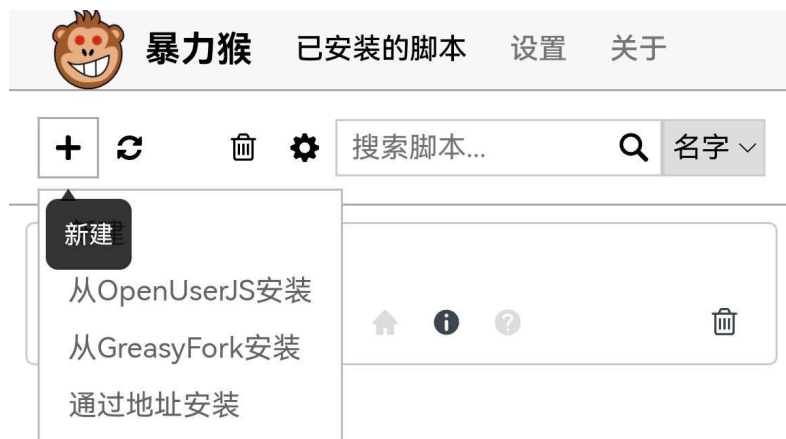 暴力猴 已安装的脚本 设置 关于
搜索脚本... 名字
新建
从OpenUserJS安装
从GreasyFork安装
通过地址安装